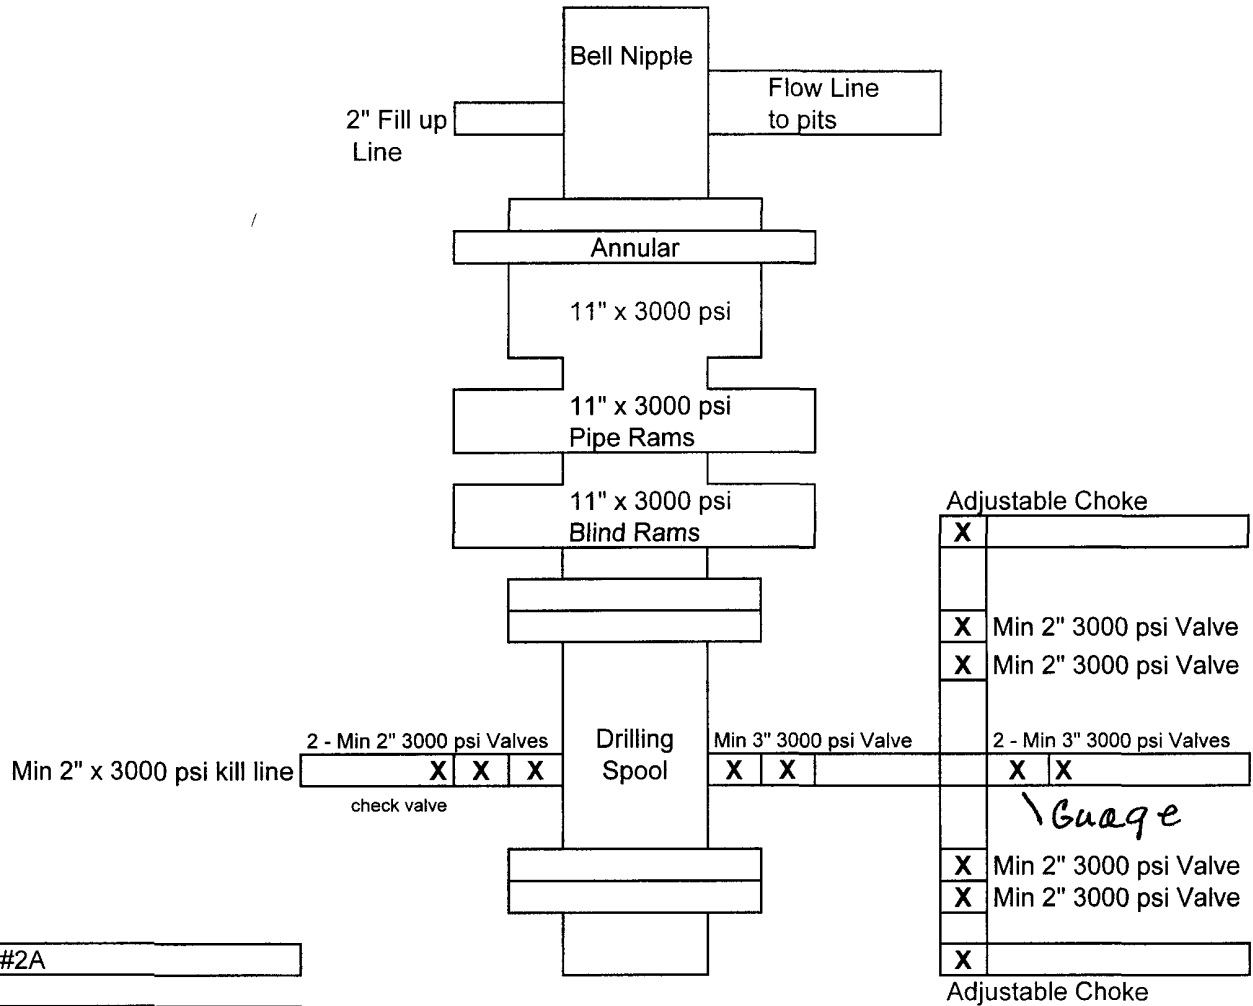 Bell Nipple
Flow Line
to pits
2" Fill up
Line
Annular
11" x 3000 psi
11" x 3000 psi
Pipe Rams
11" x 3000 psi
Blind Rams
Adjustable Choke
X
X Min 2" 3000 psi Valve
X Min 2" 3000 psi Valve
2 - Min 2" 3000 psi Valves
Drilling
Spool
Min 3" 3000 psi Valve
2 - Min 3" 3000 psi Valves
Min 2" x 3000 psi kill line
X X X
X X
X X
check valve
Guage
X Min 2" 3000 psi Valve
X Min 2" 3000 psi Valve
#2A
X
Adjustable Choke